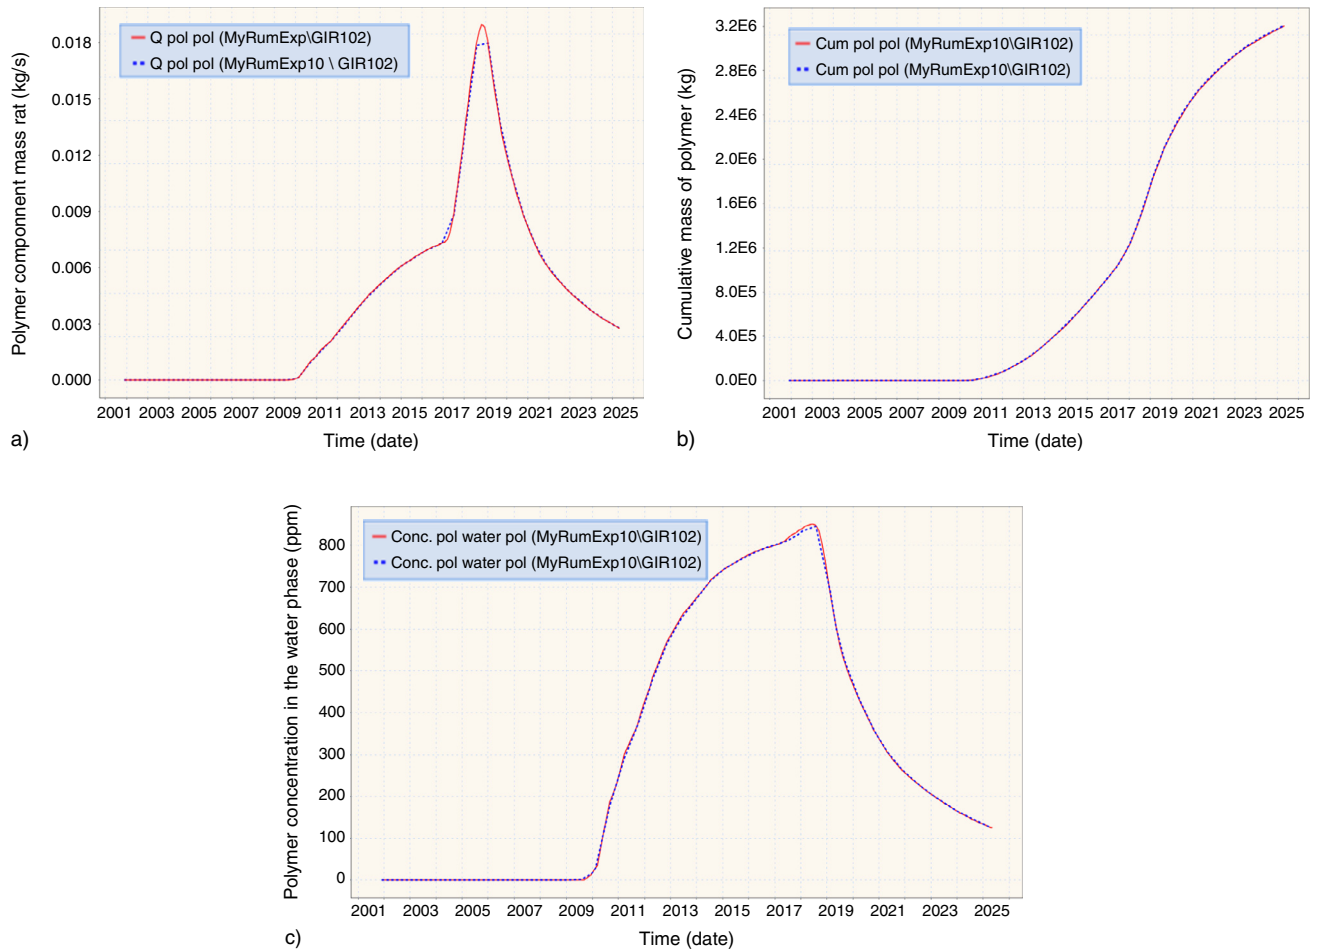 Polymer componnent mass rat (kg/s)
0.018
0.015
0.012
0.009
0.006
0.003
0.000
Q pol pol (MyRumExp\GIR102)
Q pol pol (MyRumExp10 \ GIR102)
2001 2003 2005 2007 2009 2011 2013 2015 2017 2019 2021 2023 2025
Time (date)
a)
Cumulative mass of polymer (kg)
3.2E6
2.8E6
2.4E6
2.0E6
1.6E6
1.2E6
8.0E5
4.0E5
0.0E0
Cum pol pol (MyRumExp10\GIR102)
Cum pol pol (MyRumExp10\GIR102)
2001 2003 2005 2007 2009 2011 2013 2015 2017 2019 2021 2023 2025
Time (date)
b)
Polymer concentration in the water phase (ppm)
800
700
600
500
400
300
200
100
0
Conc. pol water pol (MyRumExp10\GIR102)
Conc. pol water pol (MyRumExp10\GIR102)
2001 2003 2005 2007 2009 2011 2013 2015 2017 2019 2021 2023 2025
Time (date)
c)